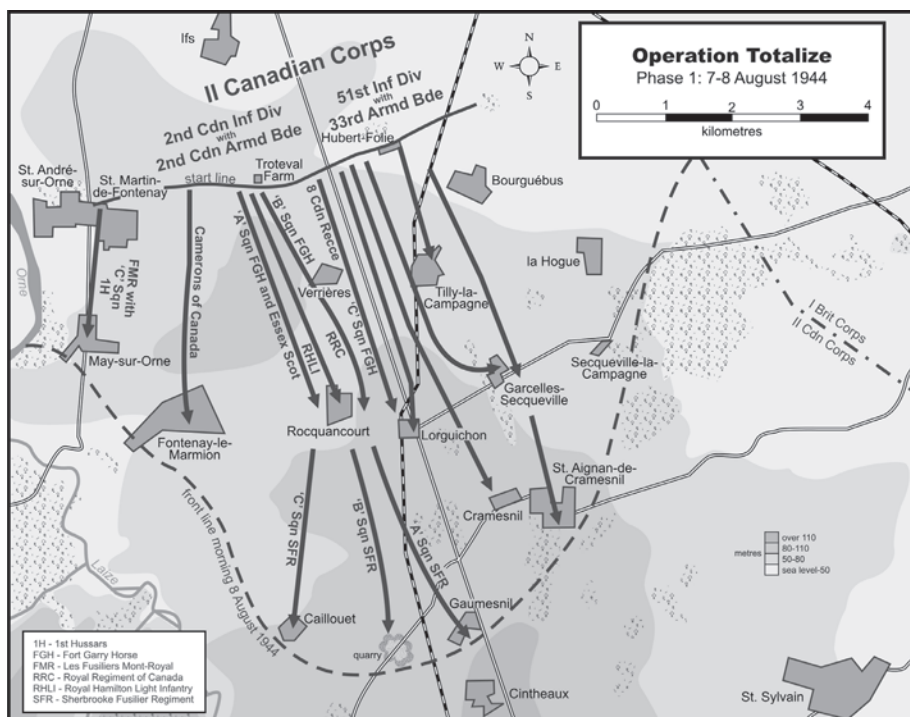 Operation Totalize
Phase 1: 7-8 August 1944
0 1 2 3 4
kilometres
N
W E
S
Ifs
II Canadian Corps
2nd Cdn Inf Div
with
2nd Cdn Armd Bde
51st Inf Div
with
33rd Armd Bde
Hubert-Folie
Troteval
Farm
start line
St. André-
sur-Orne
St. Martin-
de-Fontenay
Bourguébus
la Hogue
Orne
FMR with
'C' Sqn
1H
Camerons of Canada
'A' Sqn FGH and Essex Scot
'B' Sqn FGH
8 Cdn Recce
Verrières
RHLI
RRC
'C' Sqn FGH
Tilly-la-
Campagne
I Brit Corps
II Cdn Corps
May-sur-Orne
Secqueville-la-
Campagne
Garcelles-
Secqueville
Fontenay-le-
Marmion
Rocquancourt
Lorguichon
St. Aignan-de-
Cramesnil
Cramesnil
front line morning 8 August 1944
'C' Sqn SFR
'B' Sqn SFR
A' Sqn SFR
metres
over 110
80-110
50-80
sea level-50
Laize
Caillouet
Gaumesnil
quarry
Cintheaux
St. Sylvain
1H - 1st Hussars
FGH - Fort Garry Horse
FMR - Les Fusiliers Mont-Royal
RRC - Royal Regiment of Canada
RHLI - Royal Hamilton Light Infantry
SFR - Sherbrooke Fusilier Regiment